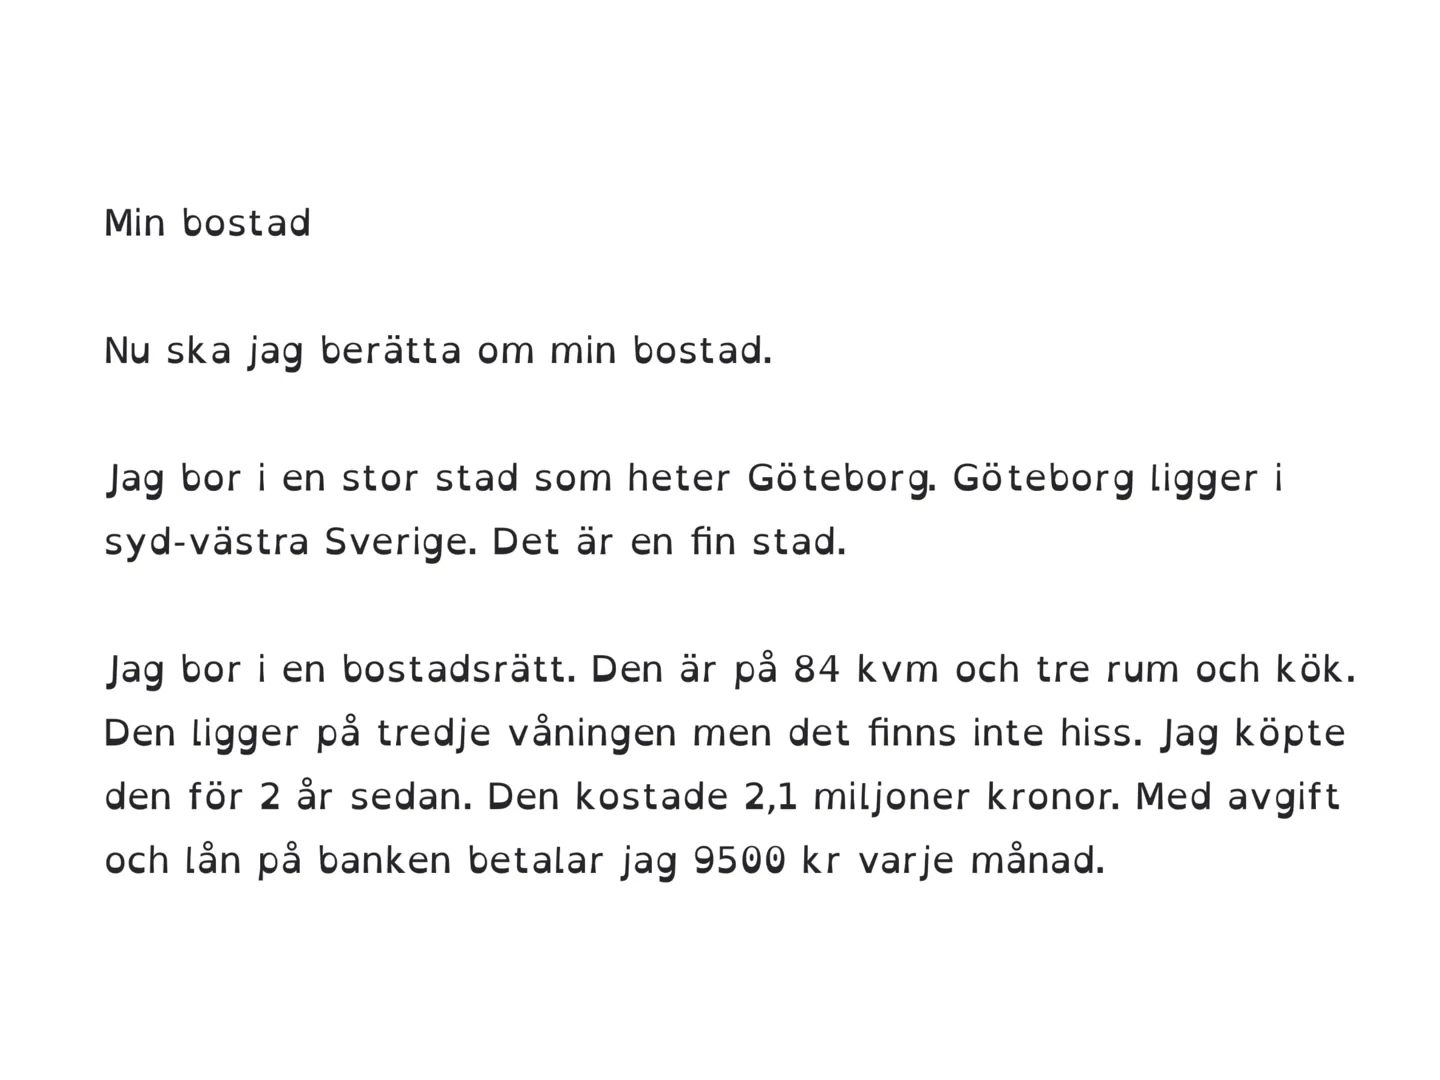 Min bostad
Nu ska jag berätta om min bostad.
Jag bor i en stor stad som heter Göteborg. Göteborg ligger i
syd-västra Sverige. Det är en fin stad.
Jag bor i en bostadsrätt. Den är på 84 kvm och tre rum och kök.
Den ligger på tredje våningen men det finns inte hiss. Jag köpte
den för 2 år sedan. Den kostade 2,1 miljoner kronor. Med avgift
och lån på banken betalar jag 9500 kr varje månad.